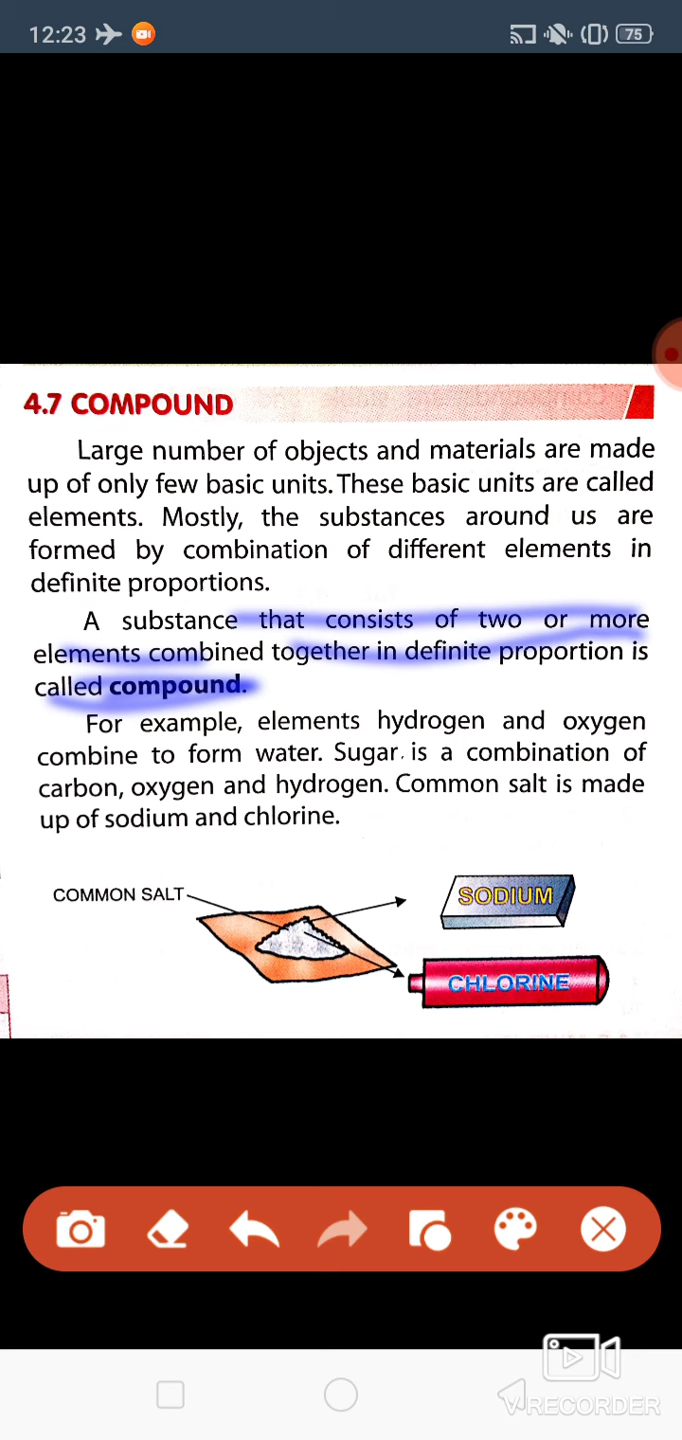 12:23
75
4.7 COMPOUND
Large number of objects and materials are made
up of only few basic units. These basic units are called
elements. Mostly, the substances around us are
formed by combination of different elements in
definite proportions.
A substance that consists of two or more
elements combined together in definite proportion is
called compound.
For example, elements hydrogen and oxygen
combine to form water. Sugar is a combination of
carbon, oxygen and hydrogen. Common salt is made
up of sodium and chlorine.
COMMON SALT
SODIUM
CHLORINE
VRECORDER